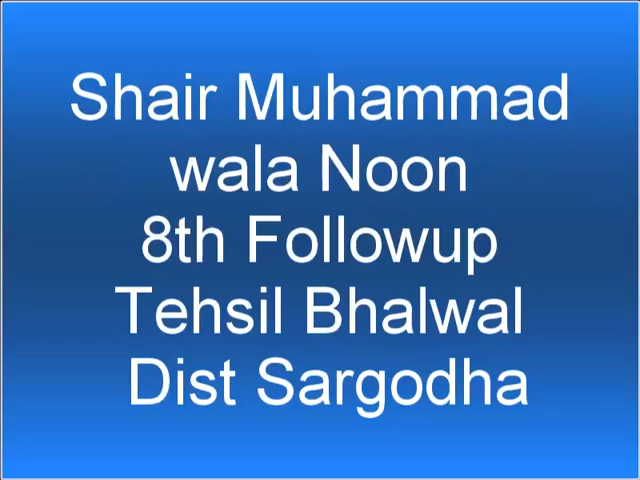 Shair Muhammad
wala Noon
8th Followup
Tehsil Bhalwal
Dist Sargodha